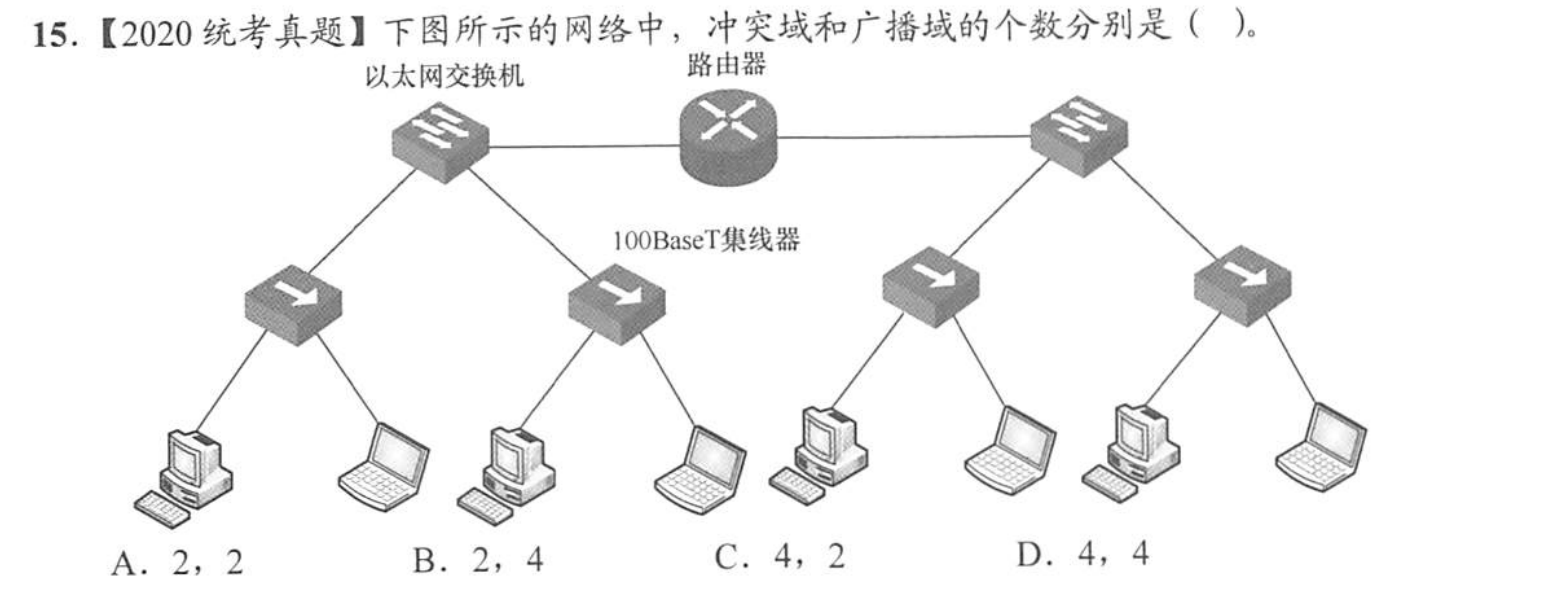 15.【2020 统考真题】下图所示的网络中，冲突域和广播域的个数分别是（ ）。
以太网交换机 路由器
100BaseT集线器
A. 2，2 B. 2，4 C. 4，2 D. 4，4